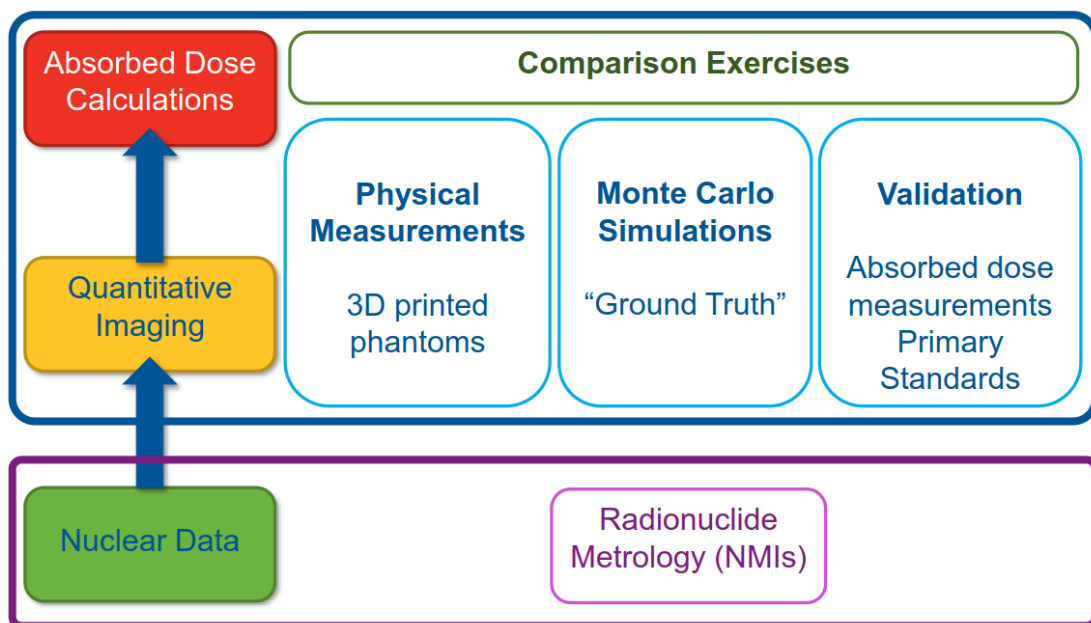 Absorbed Dose
Calculations
Comparison Exercises
Quantitative
Imaging
Physical
Measurements
3D printed
phantoms
Monte Carlo
Simulations
“Ground Truth”
Validation
Absorbed dose
measurements
Primary
Standards
Nuclear Data
Radionuclide
Metrology (NMIs)